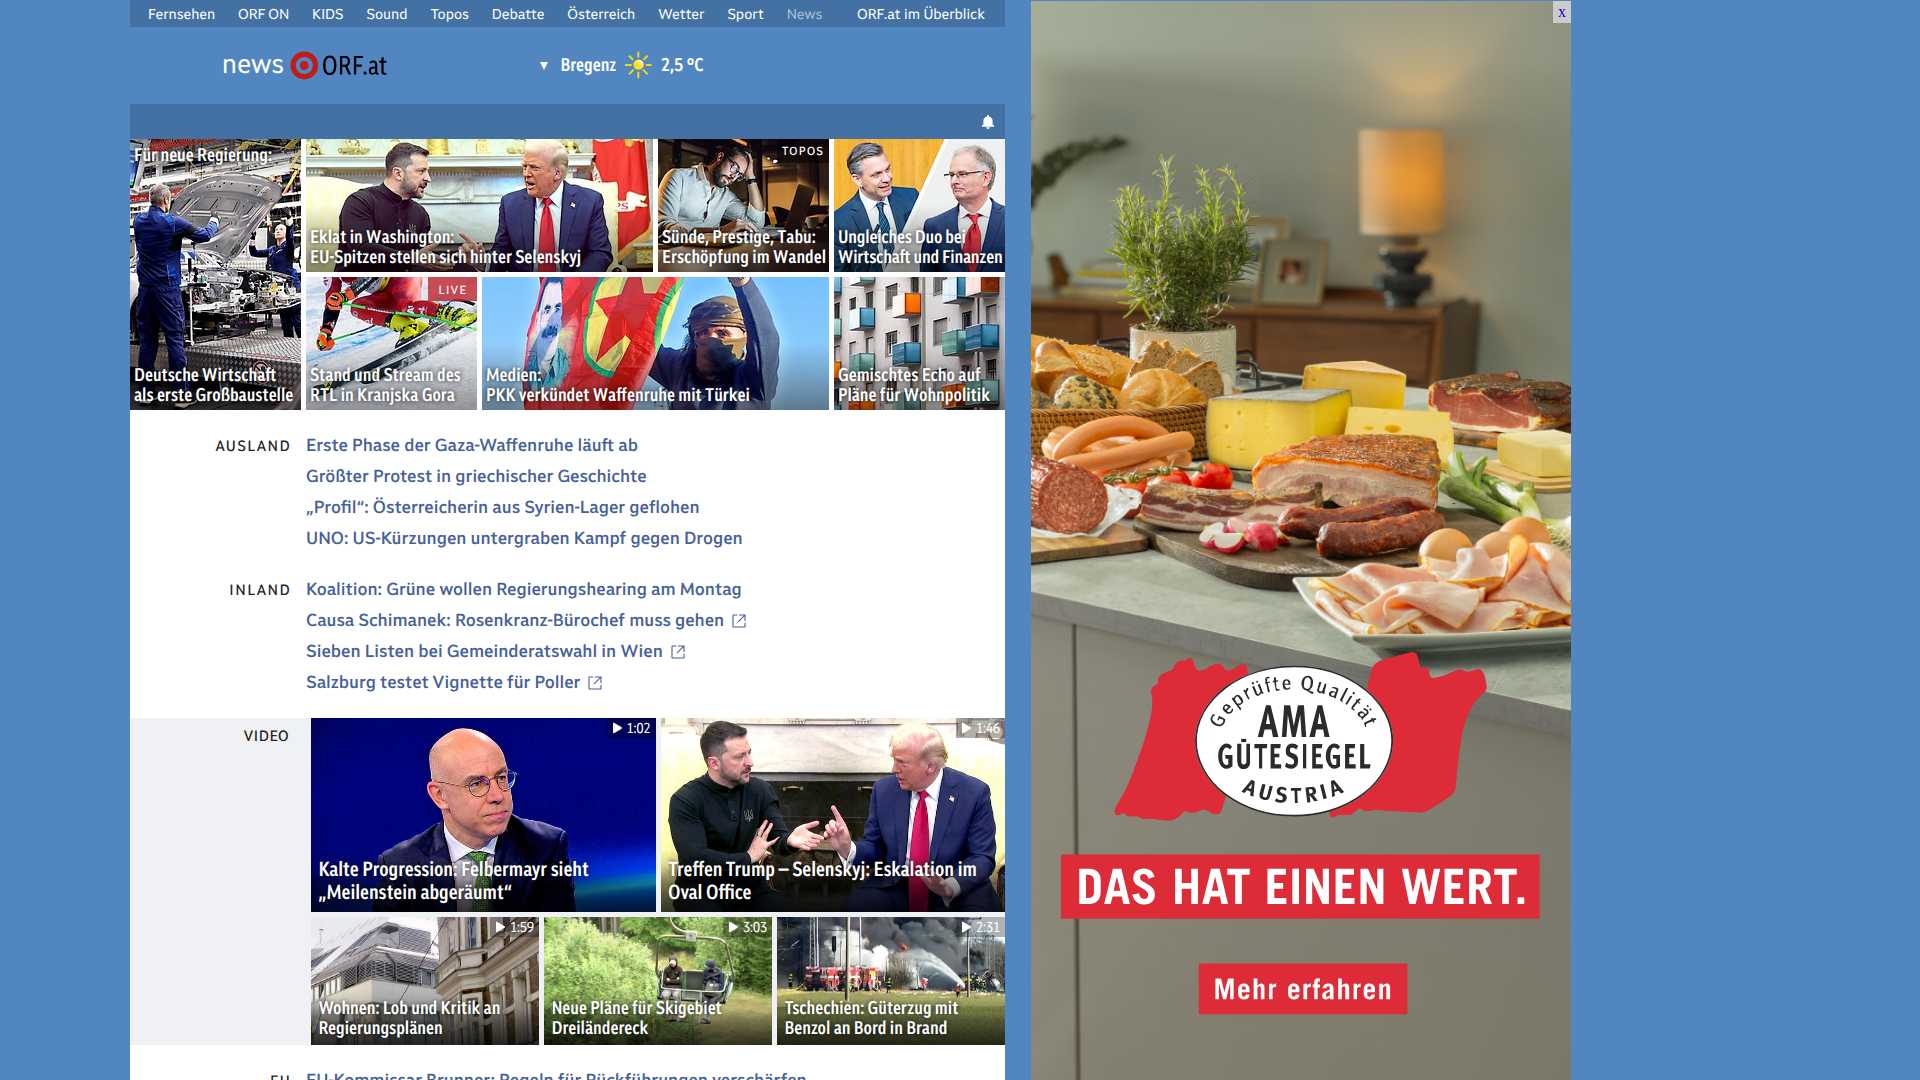 Fernsehen ORF ON KIDS Sound Topos Debatte Österreich Wetter Sport News ORF.at im Überblick
x
news ORF.at
▼ Bregenz 2,5 °C
Für neue Regierung:
Deutsche Wirtschaft
als erste Großbaustelle
Eklat in Washington:
EU-Spitzen stellen sich hinter Selenskyj
TOPOS
Sünde, Prestige, Tabu:
Erschöpfung im Wandel
Ungleiches Duo bei
Wirtschaft und Finanzen
LIVE
Stand und Stream des
RTL in Kranjska Gora
Medien:
PKK verkündet Waffenruhe mit Türkei
Gemischtes Echo auf
Pläne für Wohnpolitik
AUSLAND
Erste Phase der Gaza-Waffenruhe läuft ab
Größter Protest in griechischer Geschichte
„Profil“: Österreicherin aus Syrien-Lager geflohen
UNO: US-Kürzungen untergraben Kampf gegen Drogen
INLAND
Koalition: Grüne wollen Regierungshearing am Montag
Causa Schimanek: Rosenkranz-Bürochef muss gehen
Sieben Listen bei Gemeinderatswahl in Wien
Salzburg testet Vignette für Poller
VIDEO
1:02
Kalte Progression: Felbermayr sieht
„Meilenstein abgeräumt“
1:46
Treffen Trump – Selenskyj: Eskalation im
Oval Office
1:59
Wohnen: Lob und Kritik an
Regierungsplänen
3:03
Neue Pläne für Skigebiet
Dreiländereck
2:31
Tschechien: Güterzug mit
Benzol an Bord in Brand
EU
EU-Kommissar Brunner: Regeln für Rückführungen verschärfen
Geprüfte Qualität
AMA
GÜTESIEGEL
AUSTRIA
DAS HAT EINEN WERT.
Mehr erfahren